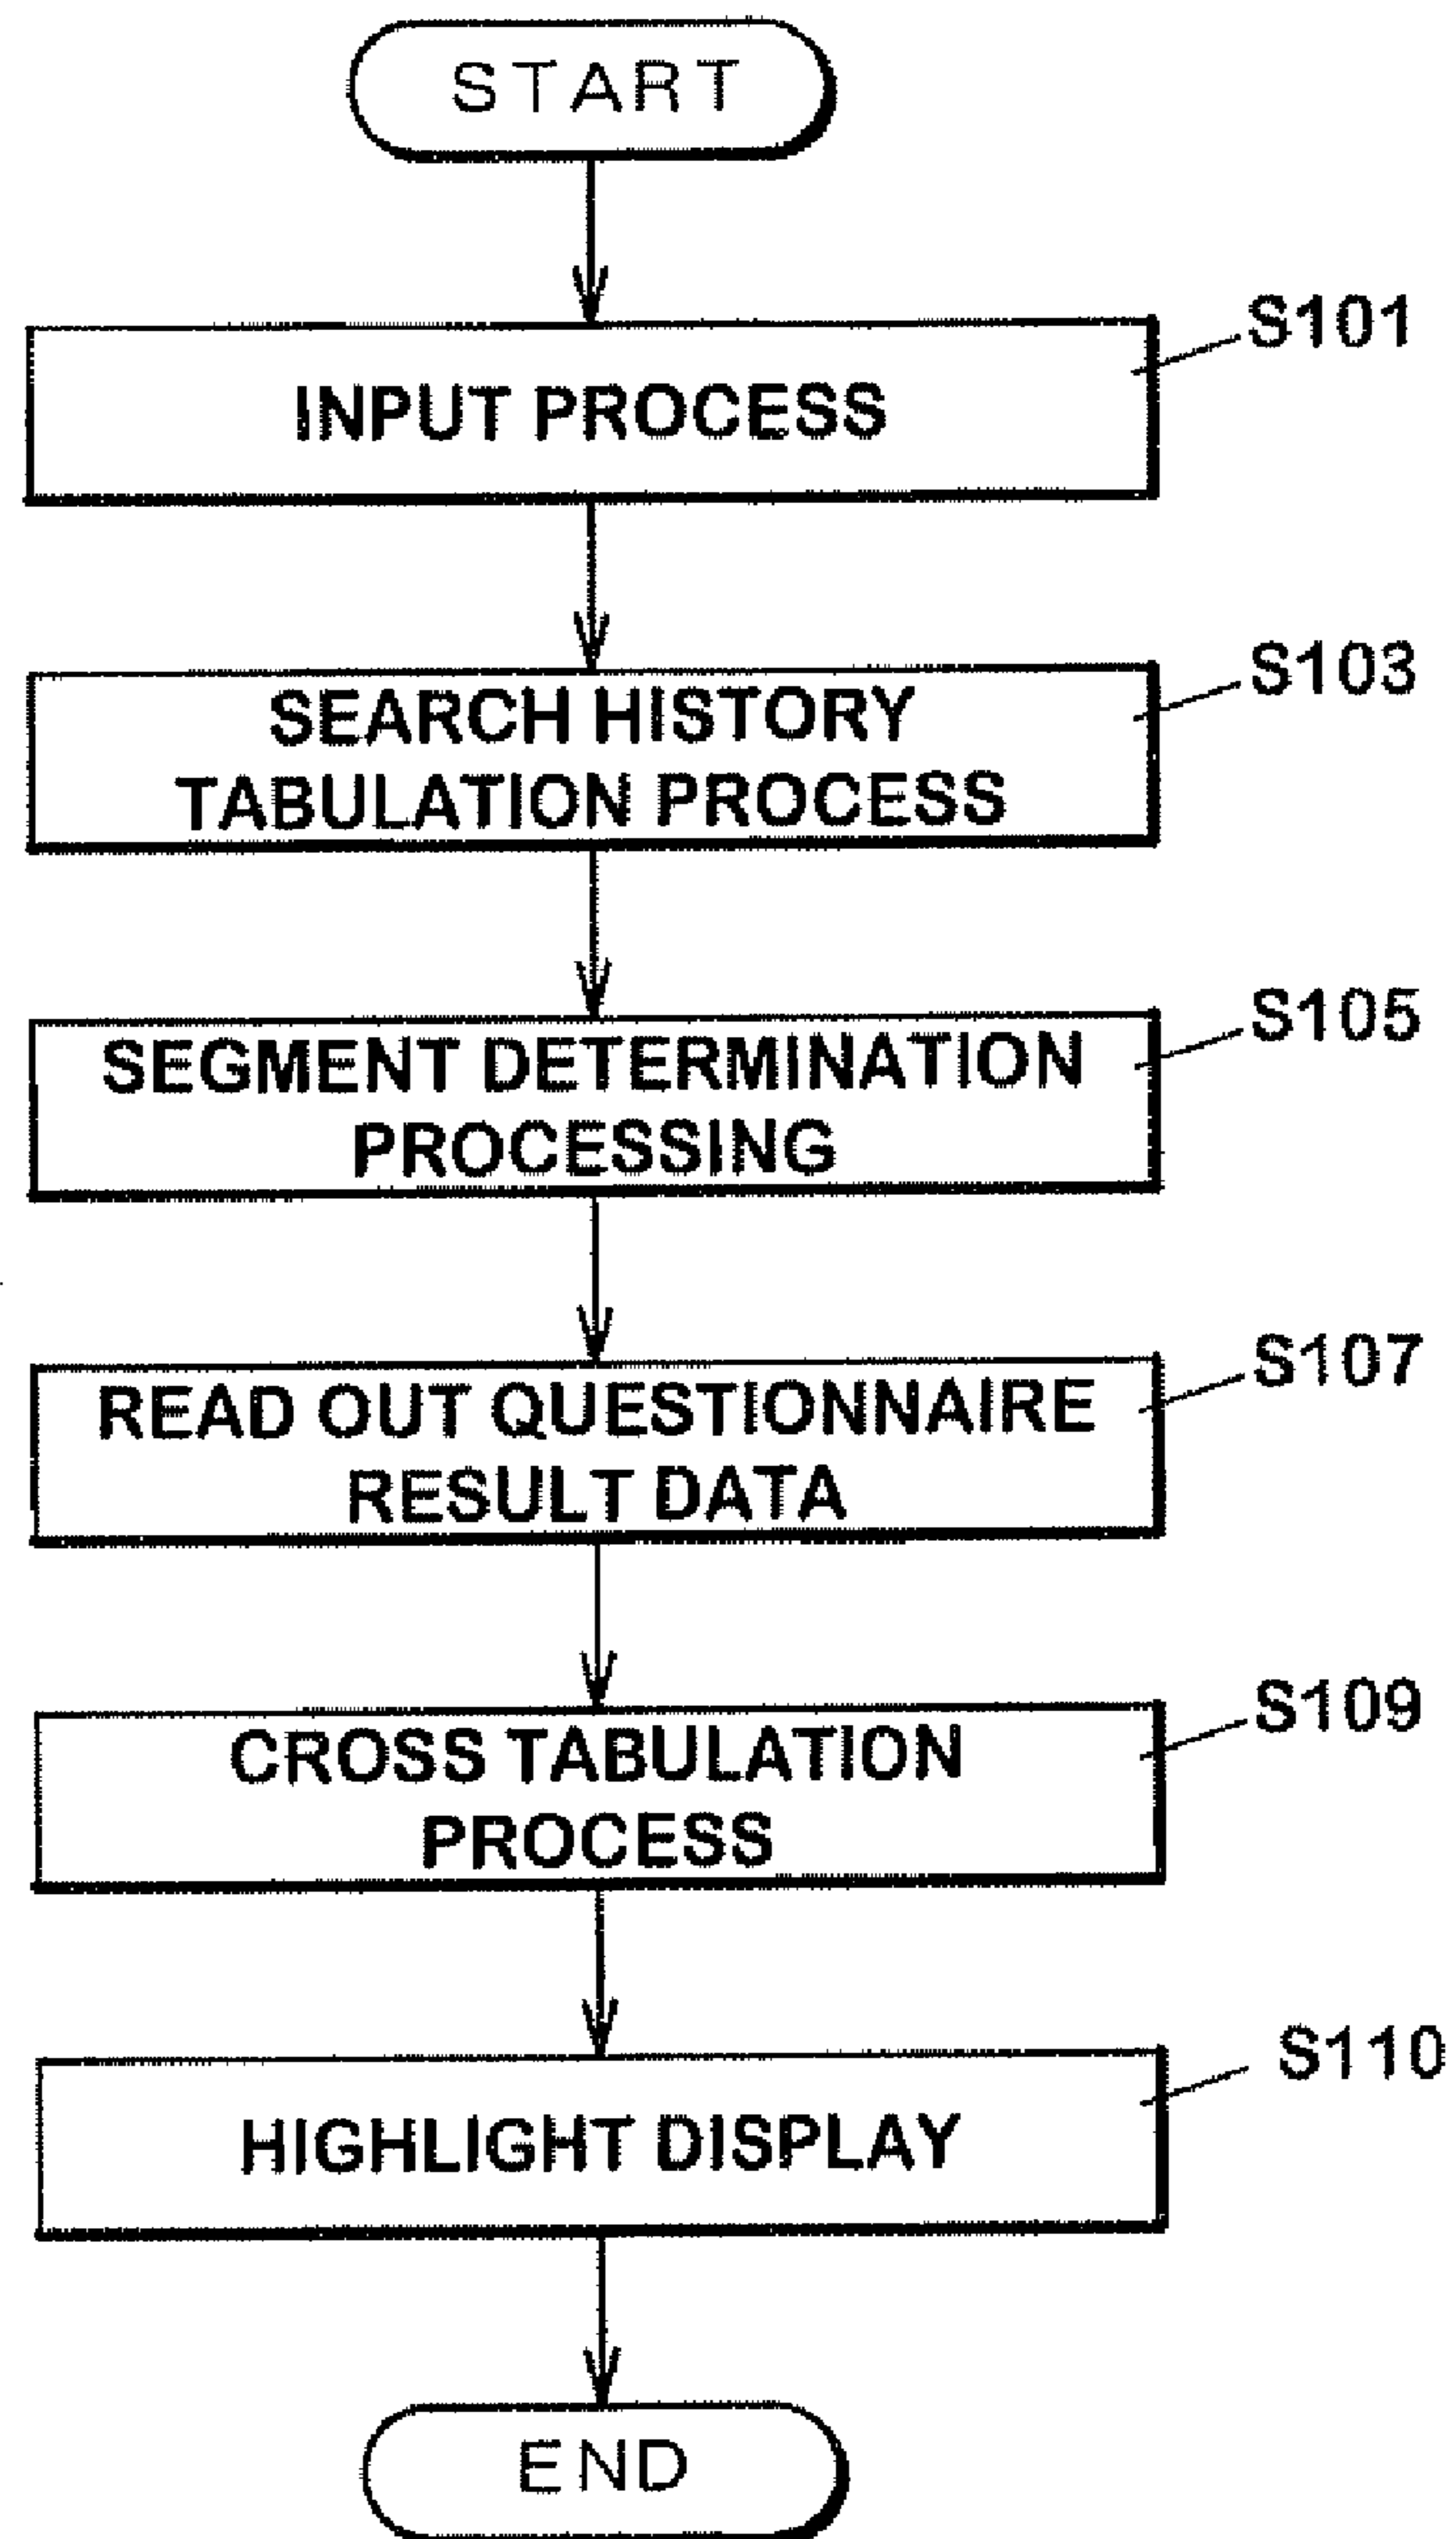 START
INPUT PROCESS
S101
SEARCH HISTORY
TABULATION PROCESS
S103
SEGMENT DETERMINATION
PROCESSING
S105
READ OUT QUESTIONNAIRE
RESULT DATA
S107
CROSS TABULATION
PROCESS
S109
HIGHLIGHT DISPLAY
S110
END